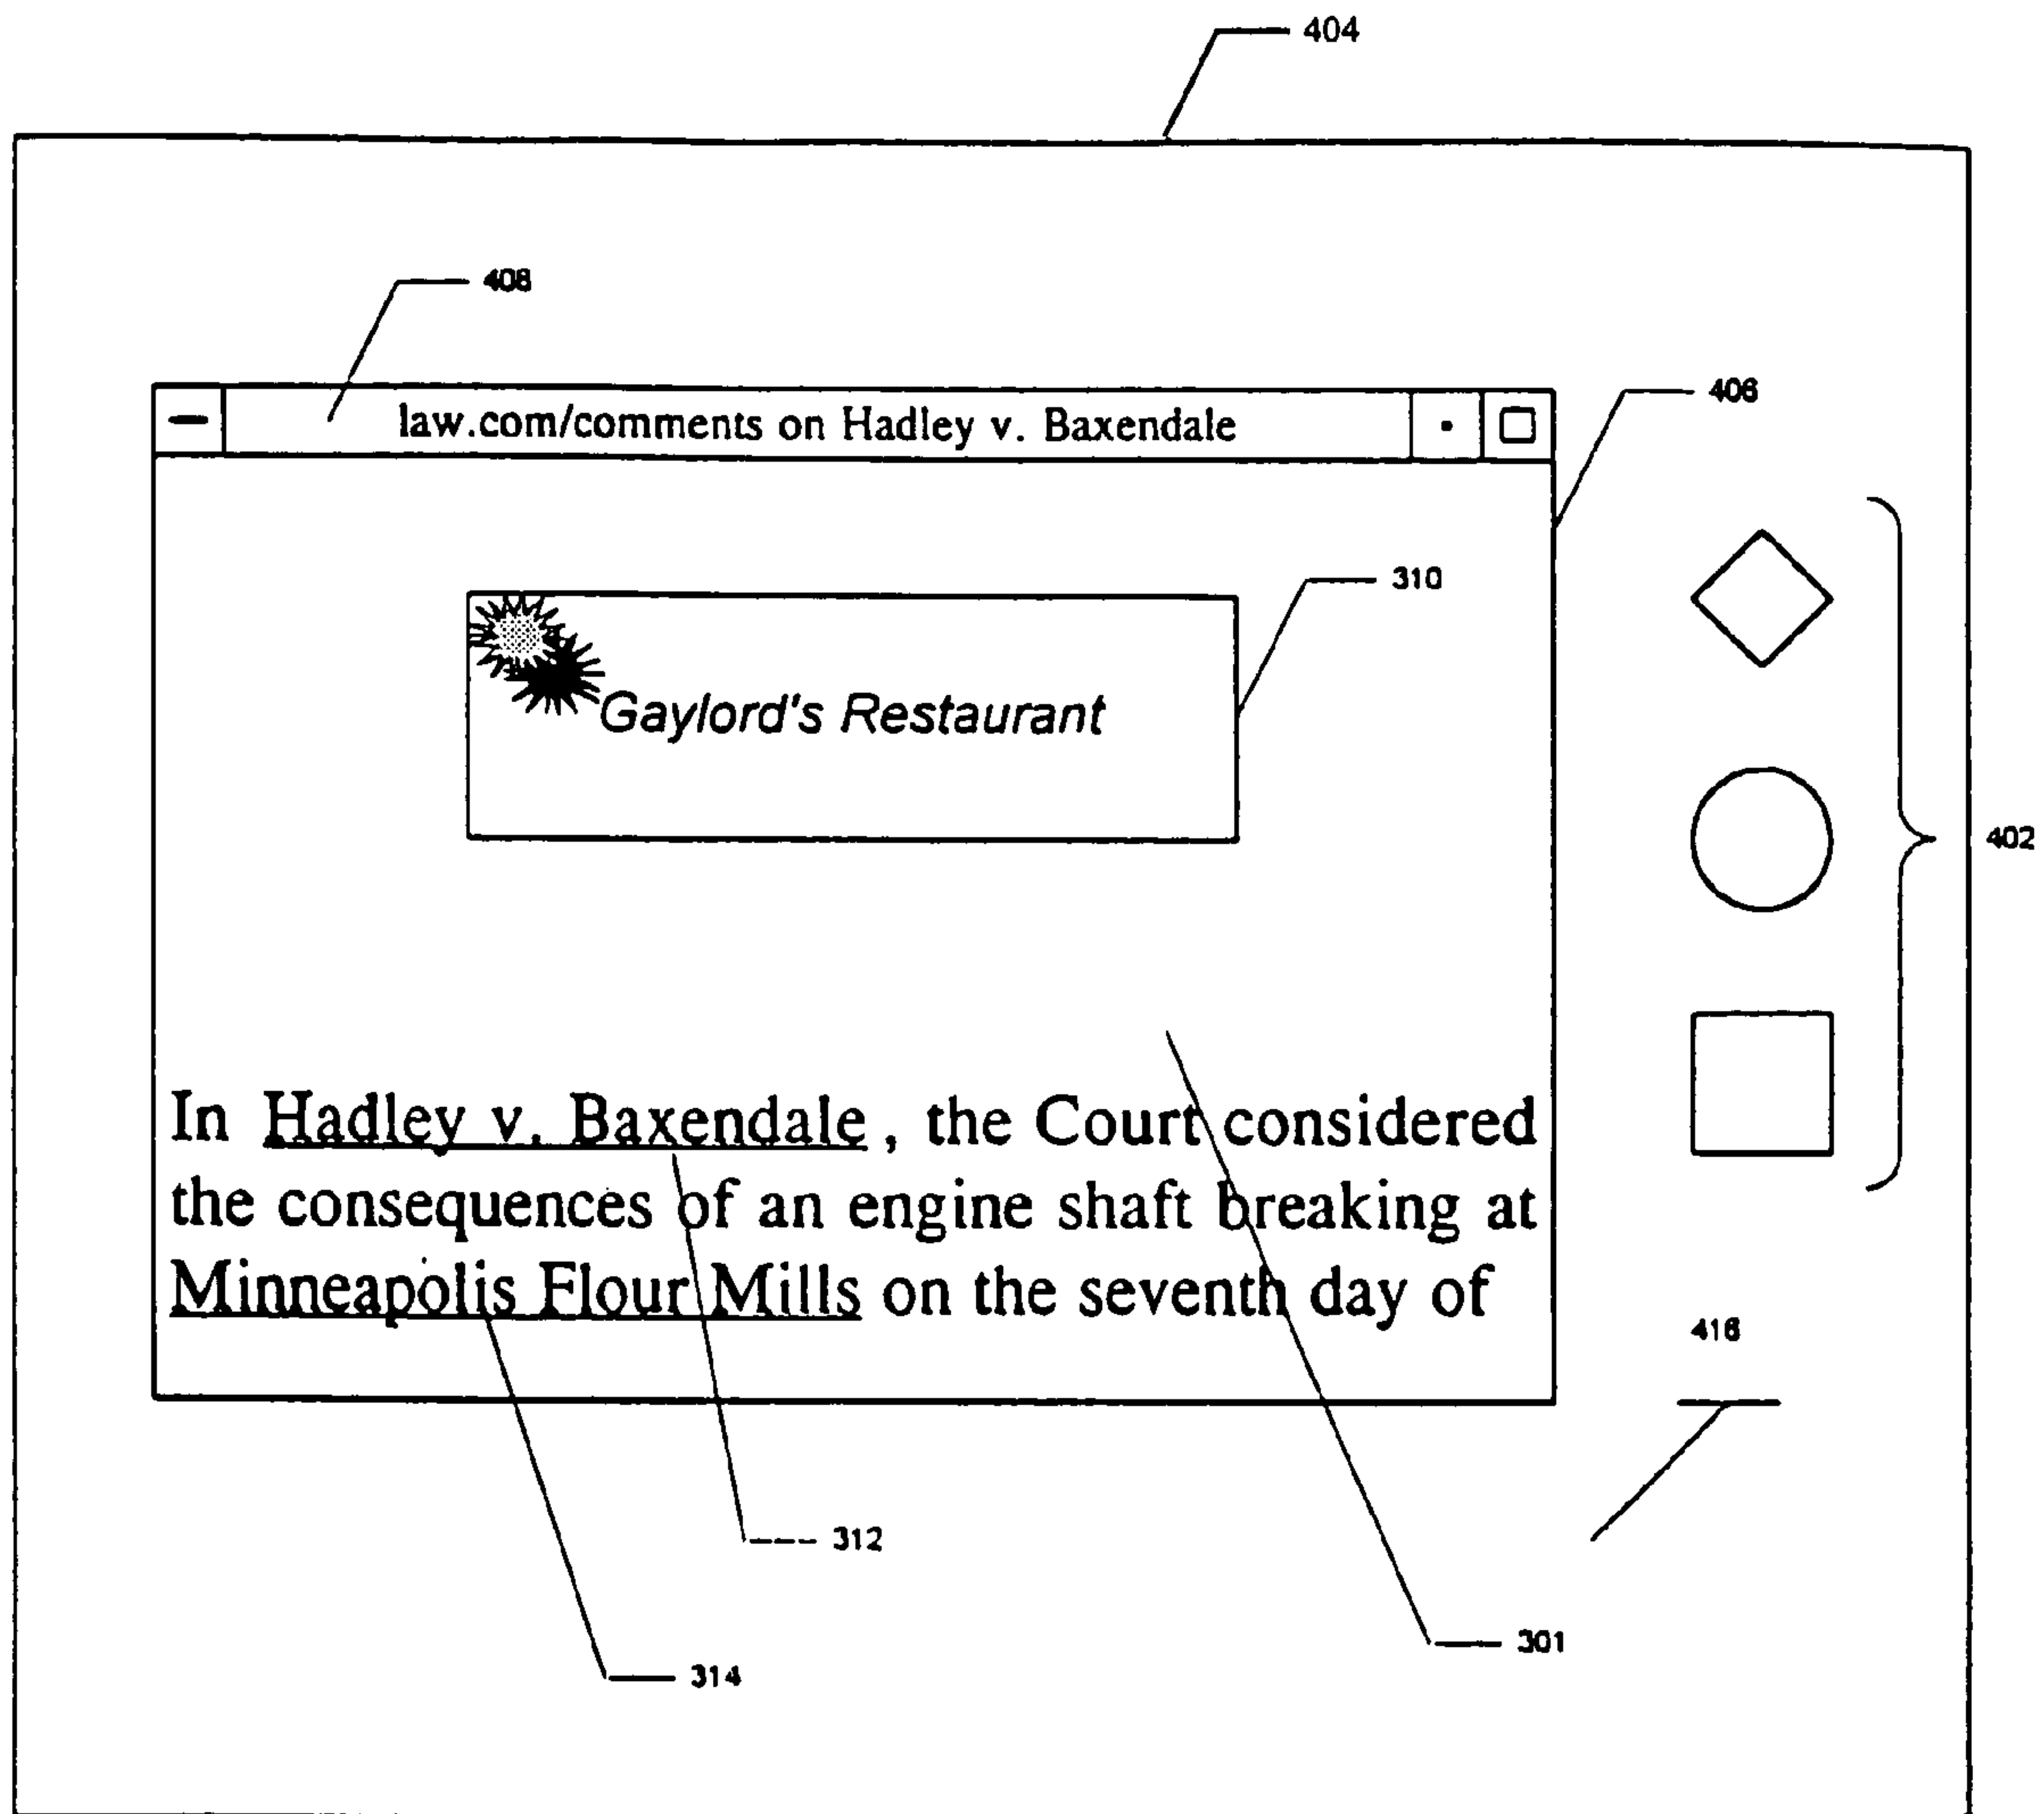 404
408
law.com/comments on Hadley v. Baxendale
406
310
Gaylord's Restaurant
402
In Hadley v. Baxendale, the Court considered
the consequences of an engine shaft breaking at
Minneapolis Flour Mills on the seventh day of
416
312
301
314